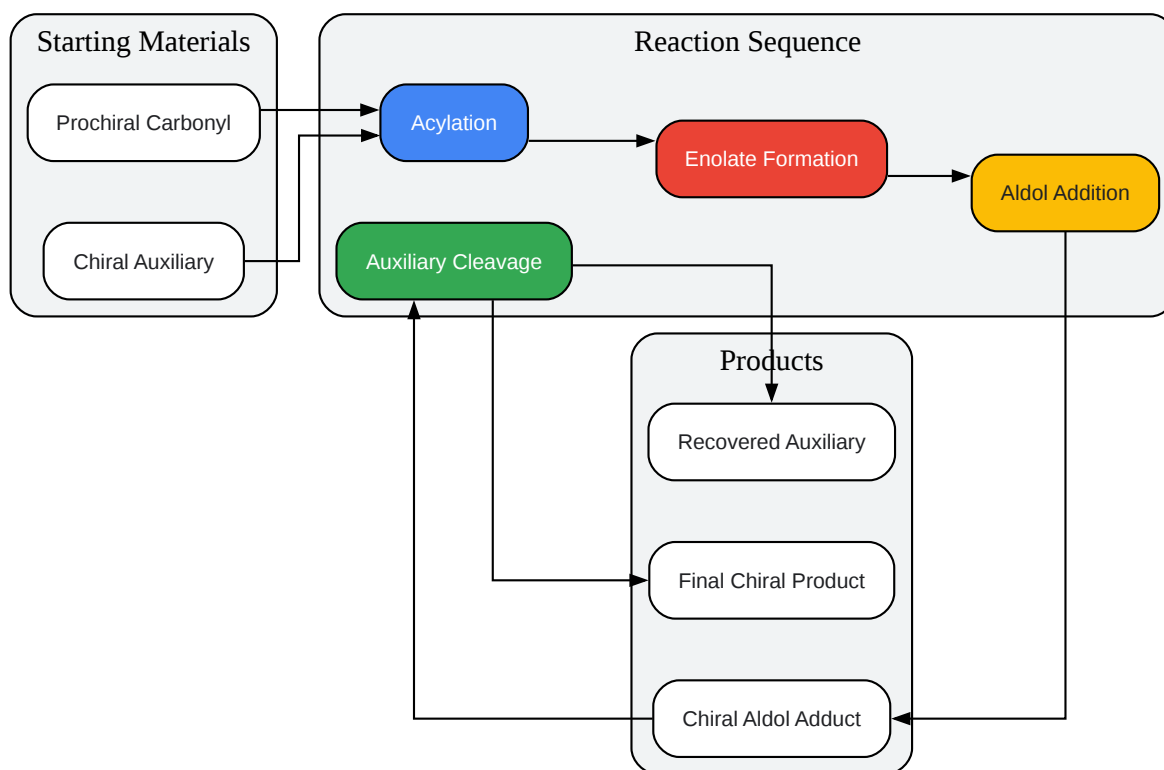 Starting Materials
Prochiral Carbonyl
Chiral Auxiliary
Reaction Sequence
Acylation
Enolate Formation
Aldol Addition
Auxiliary Cleavage
Products
Recovered Auxiliary
Final Chiral Product
Chiral Aldol Adduct